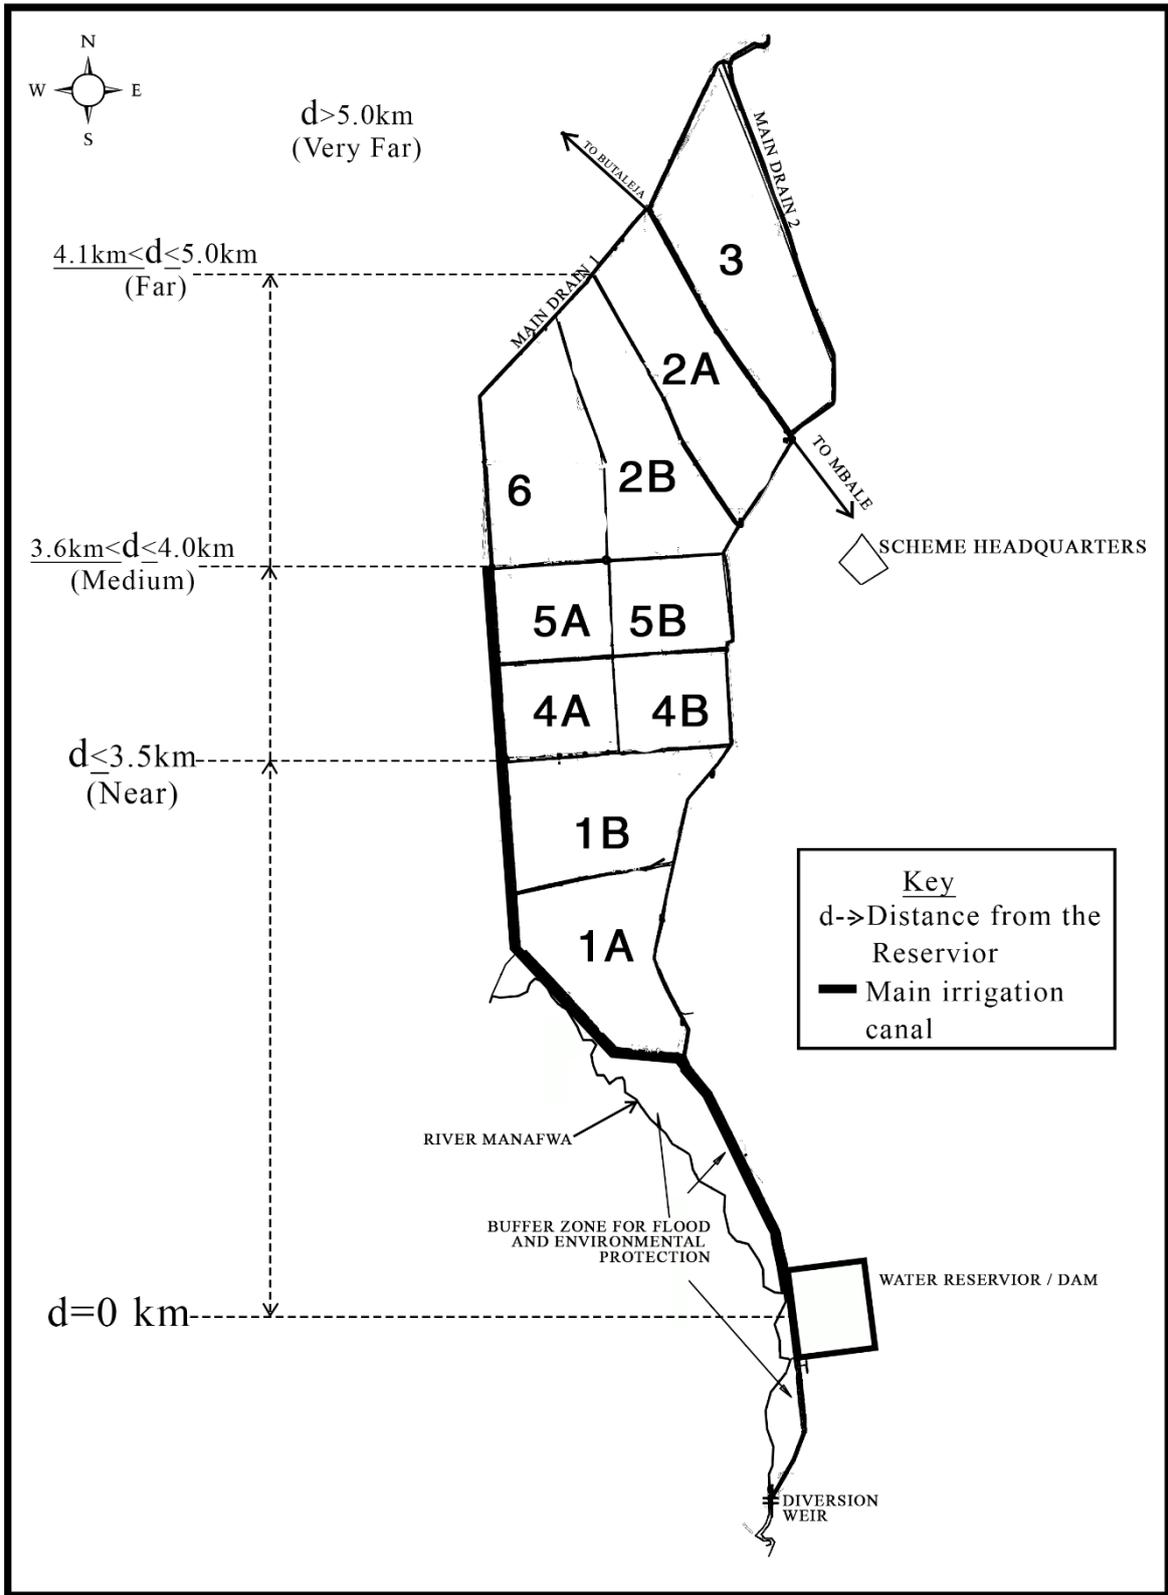 N
W E
S
d>5.0km
(Very Far)
TO BUTALEJA
MAIN DRAIN 2
3
4.1km<d≤5.0km
(Far)
MAIN DRAIN 1
2A
TO MBALE
6
2B
3.6km<d≤4.0km
(Medium)
SCHEME HEADQUARTERS
5A
5B
4A
4B
d≤3.5km
(Near)
1B
1A
Key
d->Distance from the
Reservior
Main irrigation
canal
RIVER MANAFWA
BUFFER ZONE FOR FLOOD
AND ENVIRONMENTAL
PROTECTION
WATER RESERVIOR / DAM
d=0 km
DIVERSION
WEIR